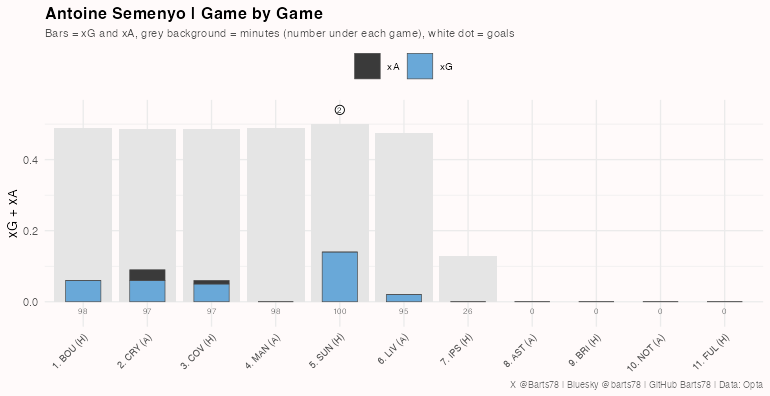 Antoine Semenyo | Game by Game
Bars = xG and xA, grey background = minutes (number under each game), white dot = goals
xA xG
2
xG + xA
0.4
0.2
0.0
98 97 97 98 100 95 26 0 0 0 0
1. BOU (H) 2. CRY (A) 3. COV (H) 4. MAN (A) 5. SUN (H) 6. LIV (A) 7. IPS (H) 8. AST (A) 9. BRI (H) 10. NOT (A) 11. FUL (H)
X @Barts78 | Bluesky @barts78 | GitHub Barts78 | Data: Opta